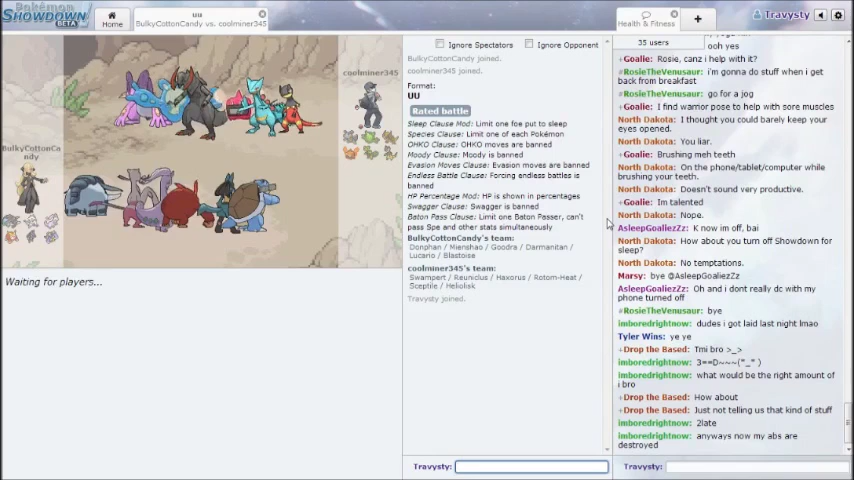 Pokémon
SHOWDOWN
BETA
Home
uu
BulkyCottonCandy vs. coolminer345
Health & Fitness
+
Travysty
35 users
Ignore Spectators
Ignore Opponent
BulkyCottonCandy joined.
coolminer345 joined.
Format:
UU
Rated battle
Sleep Clause Mod: Limit one foe put to sleep
Species Clause: Limit one of each Pokémon
OHKO Clause: OHKO moves are banned
Moody Clause: Moody is banned
Evasion Moves Clause: Evasion moves are banned
Endless Battle Clause: Forcing endless battles is
banned
HP Percentage Mod: HP is shown in percentages
Swagger Clause: Swagger is banned
Baton Pass Clause: Limit one Baton Passer, can't
pass Spe and other stats simultaneously
BulkyCottonCandy's team:
Donphan / Mienshao / Goodra / Darmanitan /
Lucario / Blastoise
coolminer345's team:
Swampert / Reuniclus / Haxorus / Rotom-Heat /
Sceptile / Heliolisk
Travysty joined.
coolminer345
BulkyCottonCa
ndy
Waiting for players...
ooh yes
+Goalie: Rosie, canz i help with it?
#RosieTheVenusaur: i'm gonna do stuff when i get
back from breakfast
#RosieTheVenusaur: go for a jog
+Goalie: I find warrior pose to help with sore muscles
North Dakota: I thought you could barely keep your
eyes opened.
North Dakota: You liar.
+Goalie: Brushing meh teeth
North Dakota: On the phone/tablet/computer while
brushing your teeth.
North Dakota: Doesn't sound very productive.
+Goalie: Im talented
North Dakota: Nope.
AsleepGoaliezZz: K now im off, bai
North Dakota: How about you turn off Showdown for
sleep?
North Dakota: No temptations.
Marsy: bye @AsleepGoaliezZz
AsleepGoaliezZz: Oh and i dont really dc with my
phone turned off
#RosieTheVenusaur: bye
imboredrightnow: dudes i got laid last night lmao
Tyler Wins: ye ye
+Drop the Based: Tmi bro >_>
imboredrightnow: 3==D~~~(*_* )
imboredrightnow: what would be the right amount of
i bro
+Drop the Based: How about
+Drop the Based: Just not telling us that kind of stuff
imboredrightnow: 2late
imboredrightnow: anyways now my abs are
destroyed
Travysty:
Travysty: